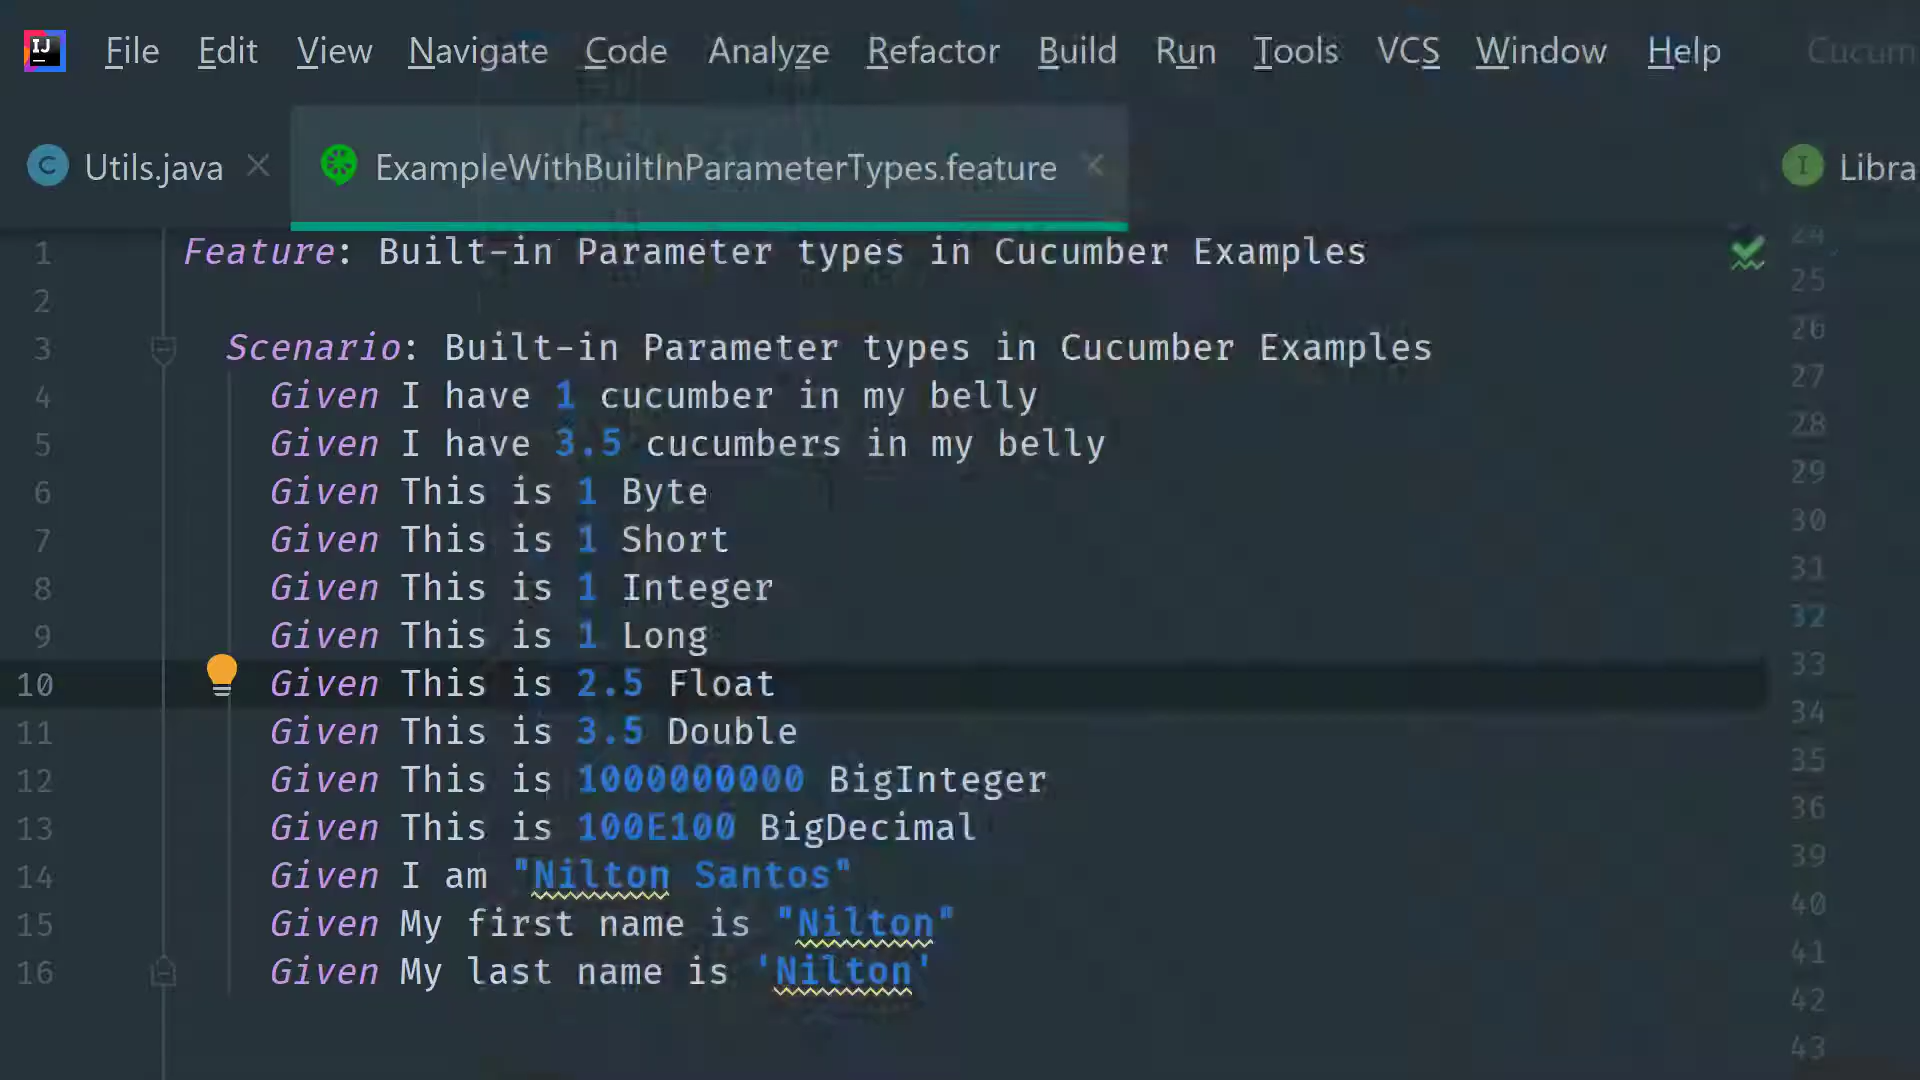 IJ File Edit View Navigate Code Analyze Refactor Build Run Tools VCS Window Help Cucum
Utils.java ExampleWithBuiltInParameterTypes.feature Libra
1 Feature: Built-in Parameter types in Cucumber Examples
2
3 Scenario: Built-in Parameter types in Cucumber Examples
4 Given I have 1 cucumber in my belly
5 Given I have 3.5 cucumbers in my belly
6 Given This is 1 Byte
7 Given This is 1 Short
8 Given This is 1 Integer
9 Given This is 1 Long
10 Given This is 2.5 Float
11 Given This is 3.5 Double
12 Given This is 1000000000 BigInteger
13 Given This is 100E100 BigDecimal
14 Given I am "Nilton Santos"
15 Given My first name is "Nilton"
16 Given My last name is 'Nilton'
24
25
26
27
28
29
30
31
32
33
34
35
36
39
40
41
42
43